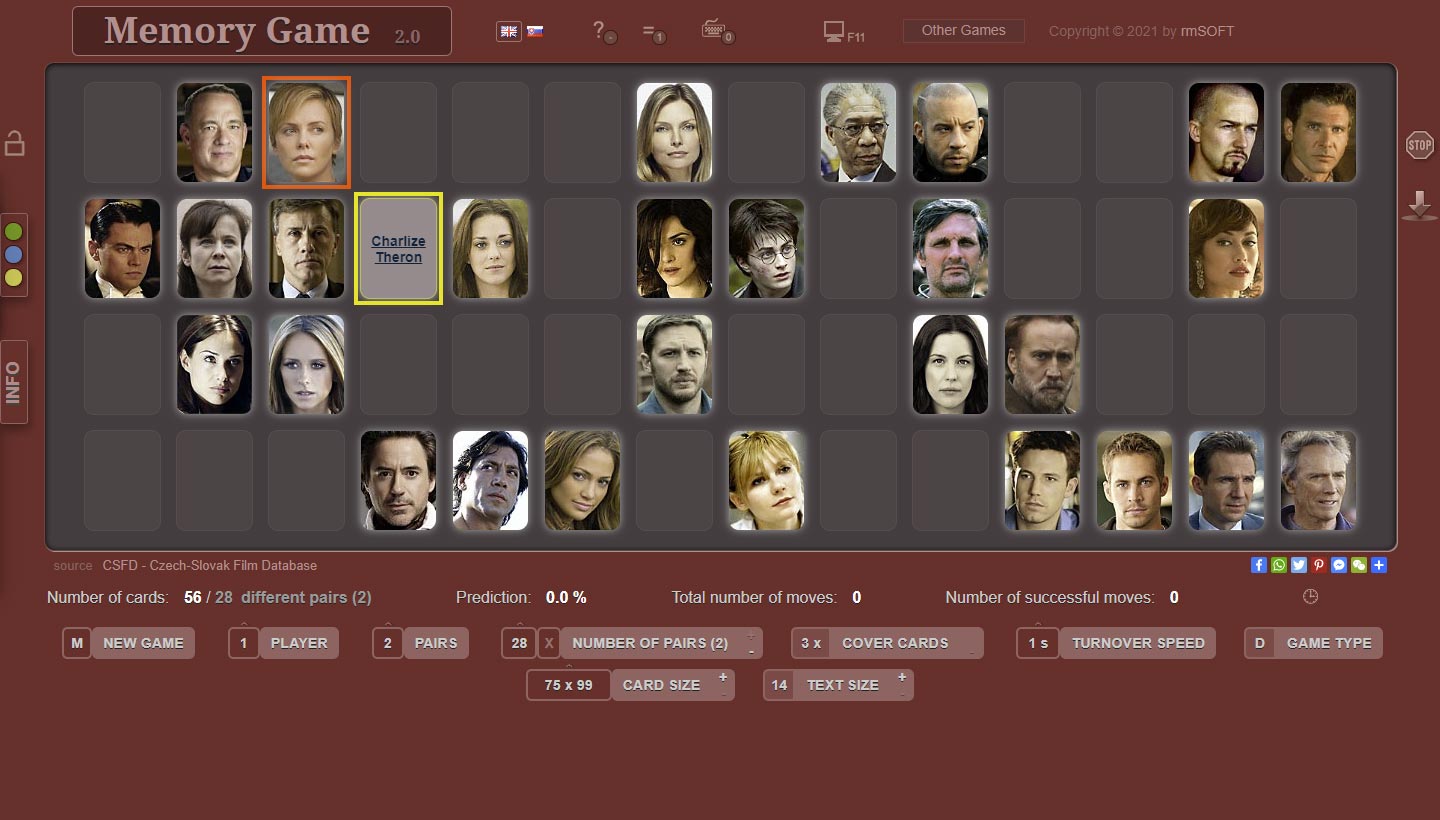 Memory Game 2.0
? - = 1 0 F11 Other Games Copyright © 2021 by rmSOFT
STOP
Charlize
Theron
INFO
source CSFD - Czech-Slovak Film Database
Number of cards: 56 / 28 different pairs (2) Prediction: 0.0 % Total number of moves: 0 Number of successful moves: 0
M NEW GAME 1 PLAYER 2 PAIRS 28 X NUMBER OF PAIRS (2) + - 3 x COVER CARDS 1 s TURNOVER SPEED D GAME TYPE
75 x 99 CARD SIZE + - 14 TEXT SIZE + -